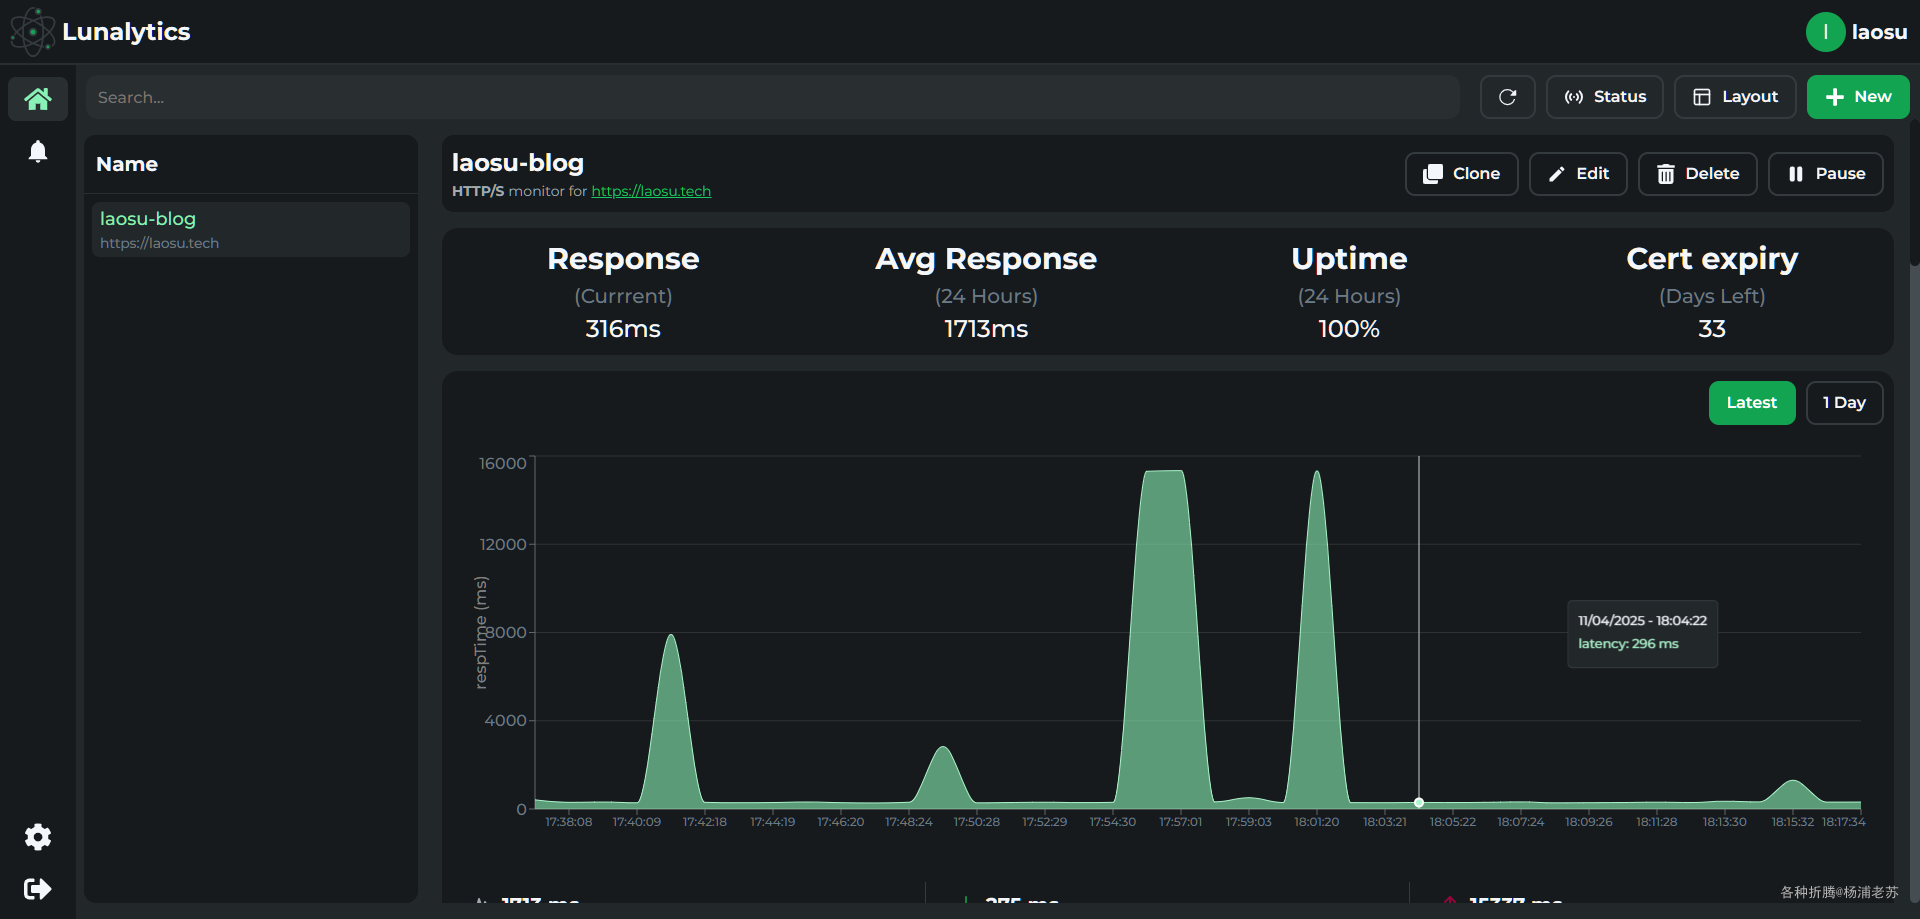 Lunalytics
l laosu
Search...
Status
Layout
New
Name
laosu-blog
https://laosu.tech
laosu-blog
HTTP/S monitor for https://laosu.tech
Clone
Edit
Delete
Pause
Response
(Currrent)
316ms
Avg Response
(24 Hours)
1713ms
Uptime
(24 Hours)
100%
Cert expiry
(Days Left)
33
Latest
1 Day
respTime (ms)
16000
12000
8000
4000
0
11/04/2025 - 18:04:22
latency: 296 ms
17:38:08 17:40:09 17:42:18 17:44:19 17:46:20 17:48:24 17:50:28 17:52:29 17:54:30 17:57:01 17:59:03 18:01:20 18:03:21 18:05:22 18:07:24 18:09:26 18:11:28 18:13:30 18:15:32 18:17:34
1713 ms 275 ms 15337 ms
各种折腾@杨浦老苏